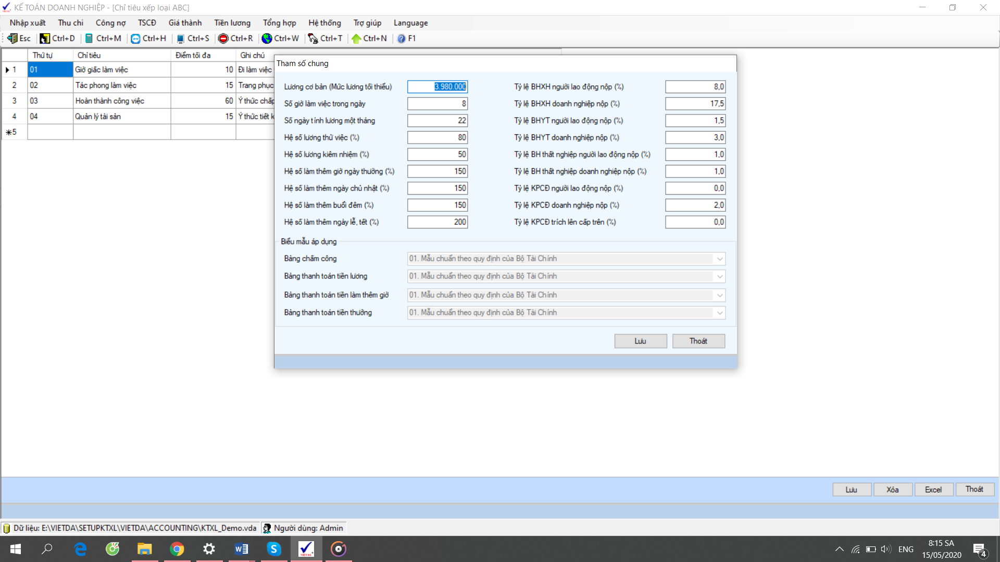 KẾ TOÁN DOANH NGHIỆP - [Chỉ tiêu xếp loại ABC]
Nhập xuất Thu chi Công nợ TSCĐ Giá thành Tiền lương Tổng hợp Hệ thống Trợ giúp Language
Esc Ctrl+D Ctrl+M Ctrl+H Ctrl+S Ctrl+R Ctrl+W Ctrl+T Ctrl+N F1
Thứ tự Chỉ tiêu Điểm tối đa Ghi chú
1 01 Giờ giấc làm việc 10 Đi làm việc
2 02 Tác phong làm việc 15 Trang phục
3 03 Hoàn thành công việc 60 Ý thức chấp
4 04 Quản lý tài sản 15 Ý thức tiết k
5
Tham số chung
Lương cơ bản (Mức lương tối thiểu) 3.980.000 Tỷ lệ BHXH người lao động nộp (%) 8,0
Số giờ làm việc trong ngày 8 Tỷ lệ BHXH doanh nghiệp nộp (%) 17,5
Số ngày tính lương một tháng 22 Tỷ lệ BHYT người lao động nộp (%) 1,5
Hệ số lương thử việc (%) 80 Tỷ lệ BHYT doanh nghiệp nộp (%) 3,0
Hệ số lương kiêm nhiệm (%) 50 Tỷ lệ BH thất nghiệp người lao động nộp (%) 1,0
Hệ số làm thêm giờ ngày thường (%) 150 Tỷ lệ BH thất nghiệp doanh nghiệp nộp (%) 1,0
Hệ số làm thêm ngày chủ nhật (%) 150 Tỷ lệ KPCĐ người lao động nộp (%) 0,0
Hệ số làm thêm buổi đêm (%) 150 Tỷ lệ KPCĐ doanh nghiệp nộp (%) 2,0
Hệ số làm thêm ngày lễ, tết (%) 200 Tỷ lệ KPCĐ trích lên cấp trên (%) 0,0
Biểu mẫu áp dụng
Bảng chấm công 01. Mẫu chuẩn theo quy định của Bộ Tài Chính
Bảng thanh toán tiền lương 01. Mẫu chuẩn theo quy định của Bộ Tài Chính
Bảng thanh toán tiền làm thêm giờ 01. Mẫu chuẩn theo quy định của Bộ Tài Chính
Bảng thanh toán tiền thưởng 01. Mẫu chuẩn theo quy định của Bộ Tài Chính
Lưu Thoát
Lưu Xóa Excel Thoát
Dữ liệu: E:\VIETDA\SETUPKTXL\VIETDA\ACCOUNTING\KTXL_Demo.vda Người dùng: Admin
ENG 8:15 SA
15/05/2020 4